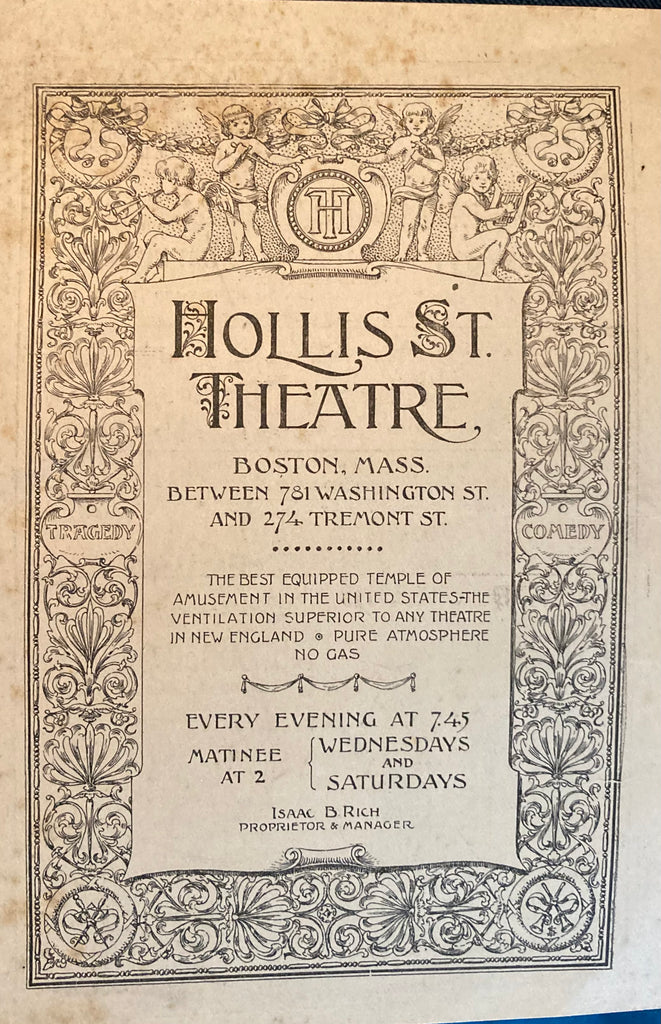 HTH
HOLLIS ST.
THEATRE,
BOSTON, MASS.
BETWEEN 781 WASHINGTON ST.
AND 274 TREMONT ST.
TRAGEDY
COMEDY
THE BEST EQUIPPED TEMPLE OF
AMUSEMENT IN THE UNITED STATES-THE
VENTILATION SUPERIOR TO ANY THEATRE
IN NEW ENGLAND • PURE ATMOSPHERE
NO GAS
EVERY EVENING AT 7.45
MATINEE AT 2 { WEDNESDAYS AND SATURDAYS
ISAAC B. RICH
PROPRIETOR & MANAGER